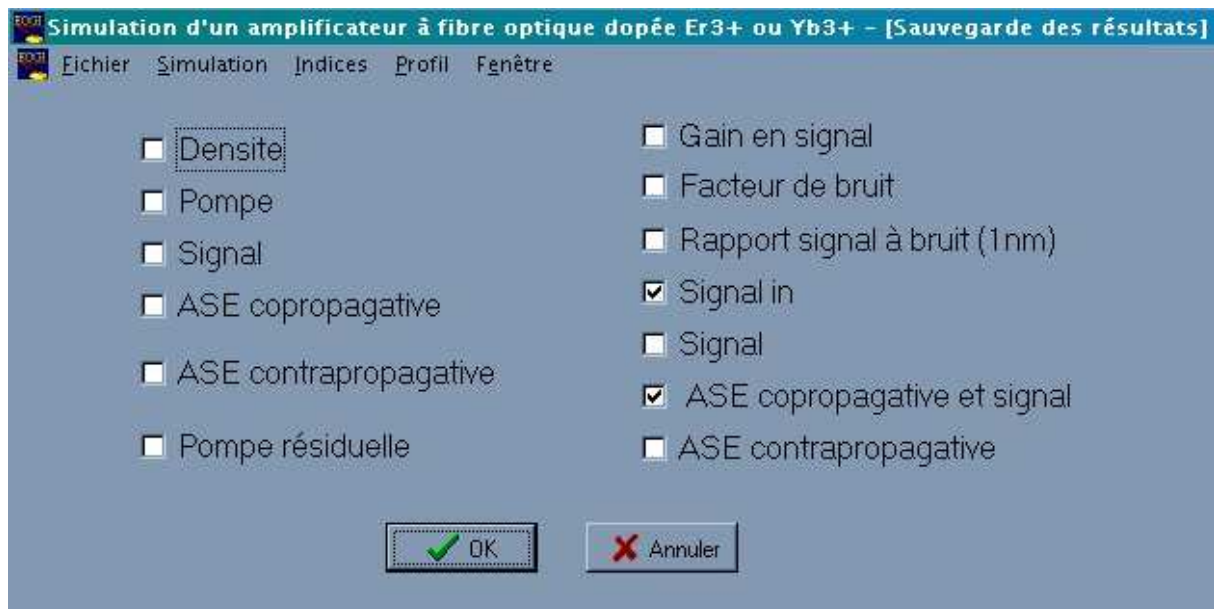 Simulation d'un amplificateur à fibre optique dopée Er3+ ou Yb3+ - [Sauvegarde des résultats]
Fichier Simulation Indices Profil Fenêtre
Densite
Pompe
Signal
ASE copropagative
ASE contrapropagative
Pompe résiduelle
Gain en signal
Facteur de bruit
Rapport signal à bruit (1nm)
Signal in
Signal
ASE copropagative et signal
ASE contrapropagative
OK
Annuler